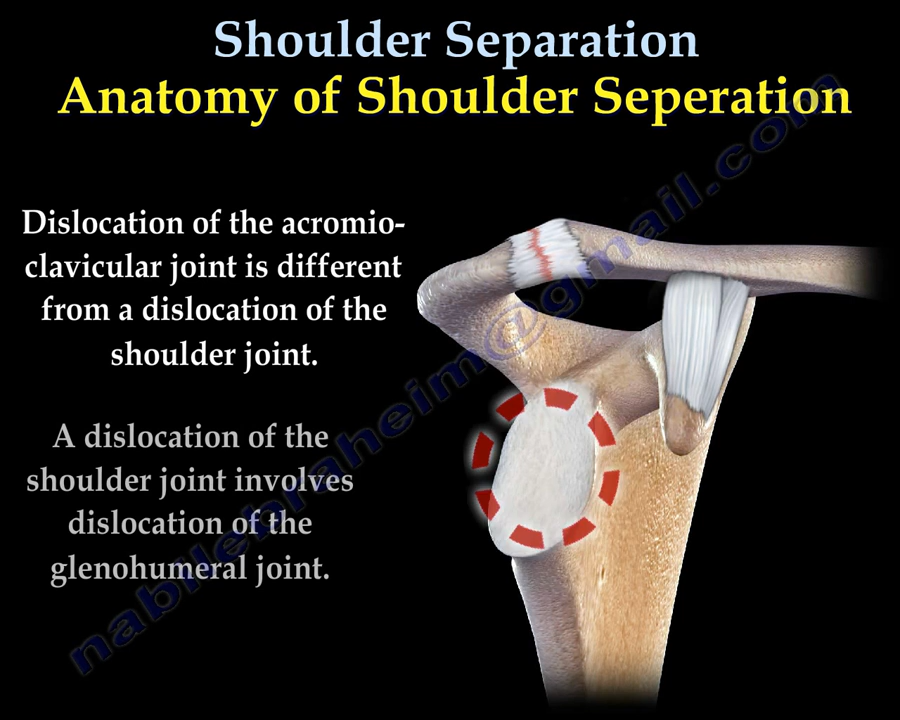 Shoulder Separation
Anatomy of Shoulder Seperation
Dislocation of the acromio-
clavicular joint is different
from a dislocation of the
shoulder joint.
A dislocation of the
shoulder joint involves
dislocation of the
glenohumeral joint.
nabilebraheim@gmail.com